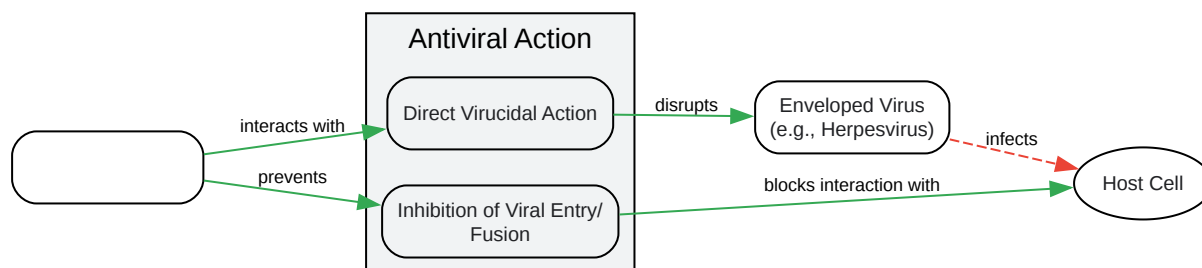 Antiviral Action
interacts with
Direct Virucidal Action
disrupts
Enveloped Virus
(e.g., Herpesvirus)
infects
prevents
Inhibition of Viral Entry/
Fusion
blocks interaction with
Host Cell